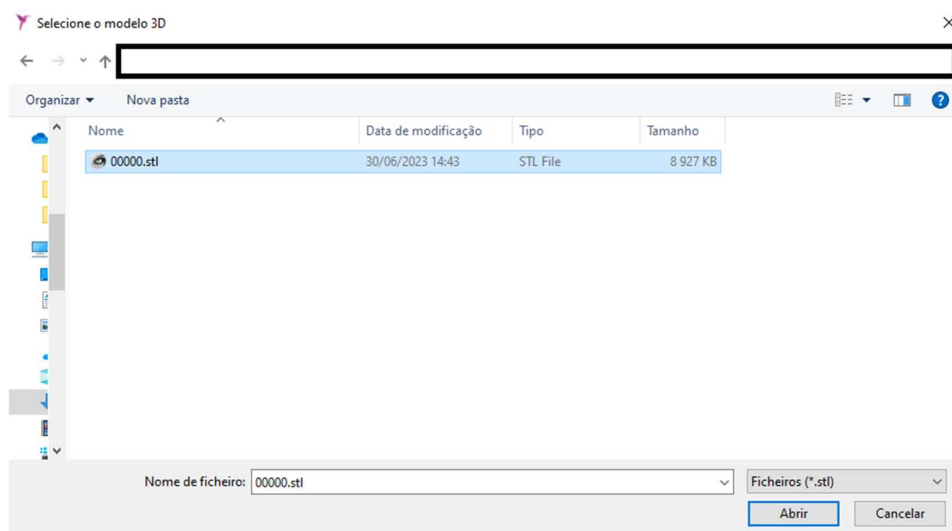 Selecione o modelo 3D
Organizar Nova pasta
Nome Data de modificação Tipo Tamanho
00000.stl 30/06/2023 14:43 STL File 8 927 KB
Nome de ficheiro: 00000.stl Ficheiros (*.stl)
Abrir Cancelar